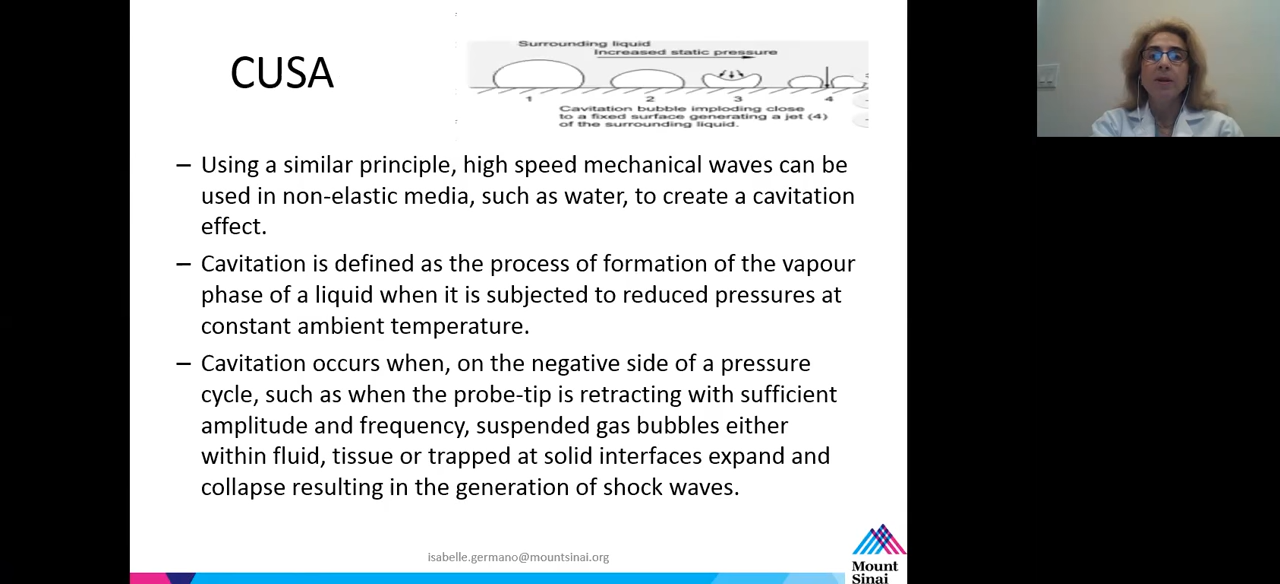 CUSA
Surrounding liquid
Increased static pressure
1 2 3 4
Cavitation bubble imploding close
to a fixed surface generating a jet (4)
of the surrounding liquid.
– Using a similar principle, high speed mechanical waves can be
used in non-elastic media, such as water, to create a cavitation
effect.
– Cavitation is defined as the process of formation of the vapour
phase of a liquid when it is subjected to reduced pressures at
constant ambient temperature.
– Cavitation occurs when, on the negative side of a pressure
cycle, such as when the probe-tip is retracting with sufficient
amplitude and frequency, suspended gas bubbles either
within fluid, tissue or trapped at solid interfaces expand and
collapse resulting in the generation of shock waves.
isabelle.germano@mountsinai.org
Mount
Sinai